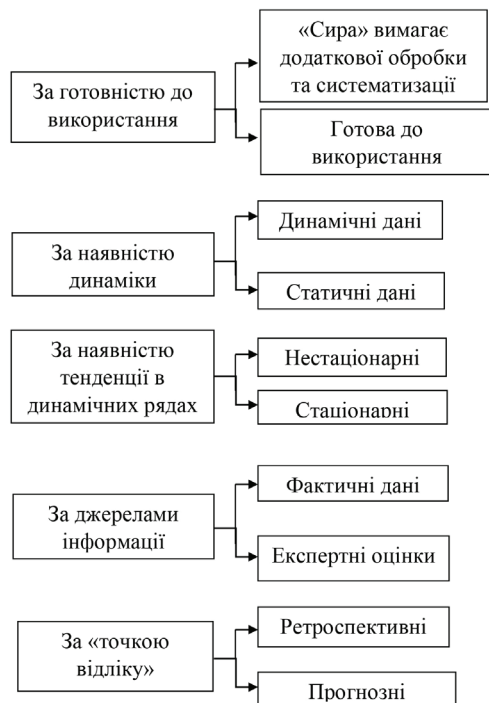 За готовністю до
використання
«Сира» вимагає
додаткової обробки
та систематизації
Готова до
використання
За наявністю
динаміки
Динамічні дані
Статичні дані
За наявністю
тенденції в
динамічних рядах
Нестаціонарні
Стаціонарні
За джерелами
інформації
Фактичні дані
Експертні оцінки
За «точкою
відліку»
Ретроспективні
Прогнозні